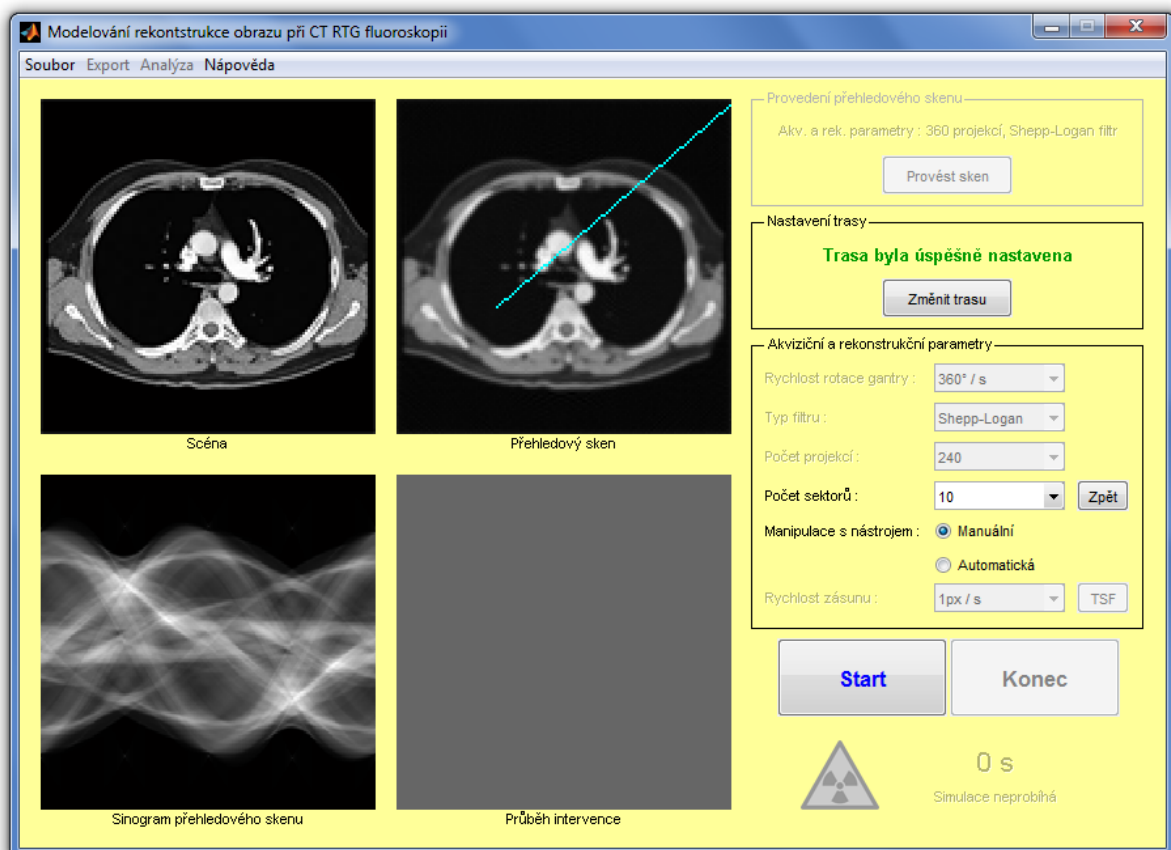 Modelování rekontstrukce obrazu při CT RTG fluoroskopii
Soubor Export Analýza Nápověda
Scéna
Přehledový sken
Sinogram přehledového skenu
Průběh intervence
Provedení přehledového skenu
Akv. a rek. parametry : 360 projekcí, Shepp-Logan filtr
Provést sken
Nastavení trasy
Trasa byla úspěšně nastavena
Změnit trasu
Akviziční a rekonstrukční parametry
Rychlost rotace gantry : 360° / s
Typ filtru : Shepp-Logan
Počet projekcí : 240
Počet sektorů : 10 Zpět
Manipulace s nástrojem : Manuální
Automatická
Rychlost zásunu : 1px / s TSF
Start Konec
0 s
Simulace neprobíhá